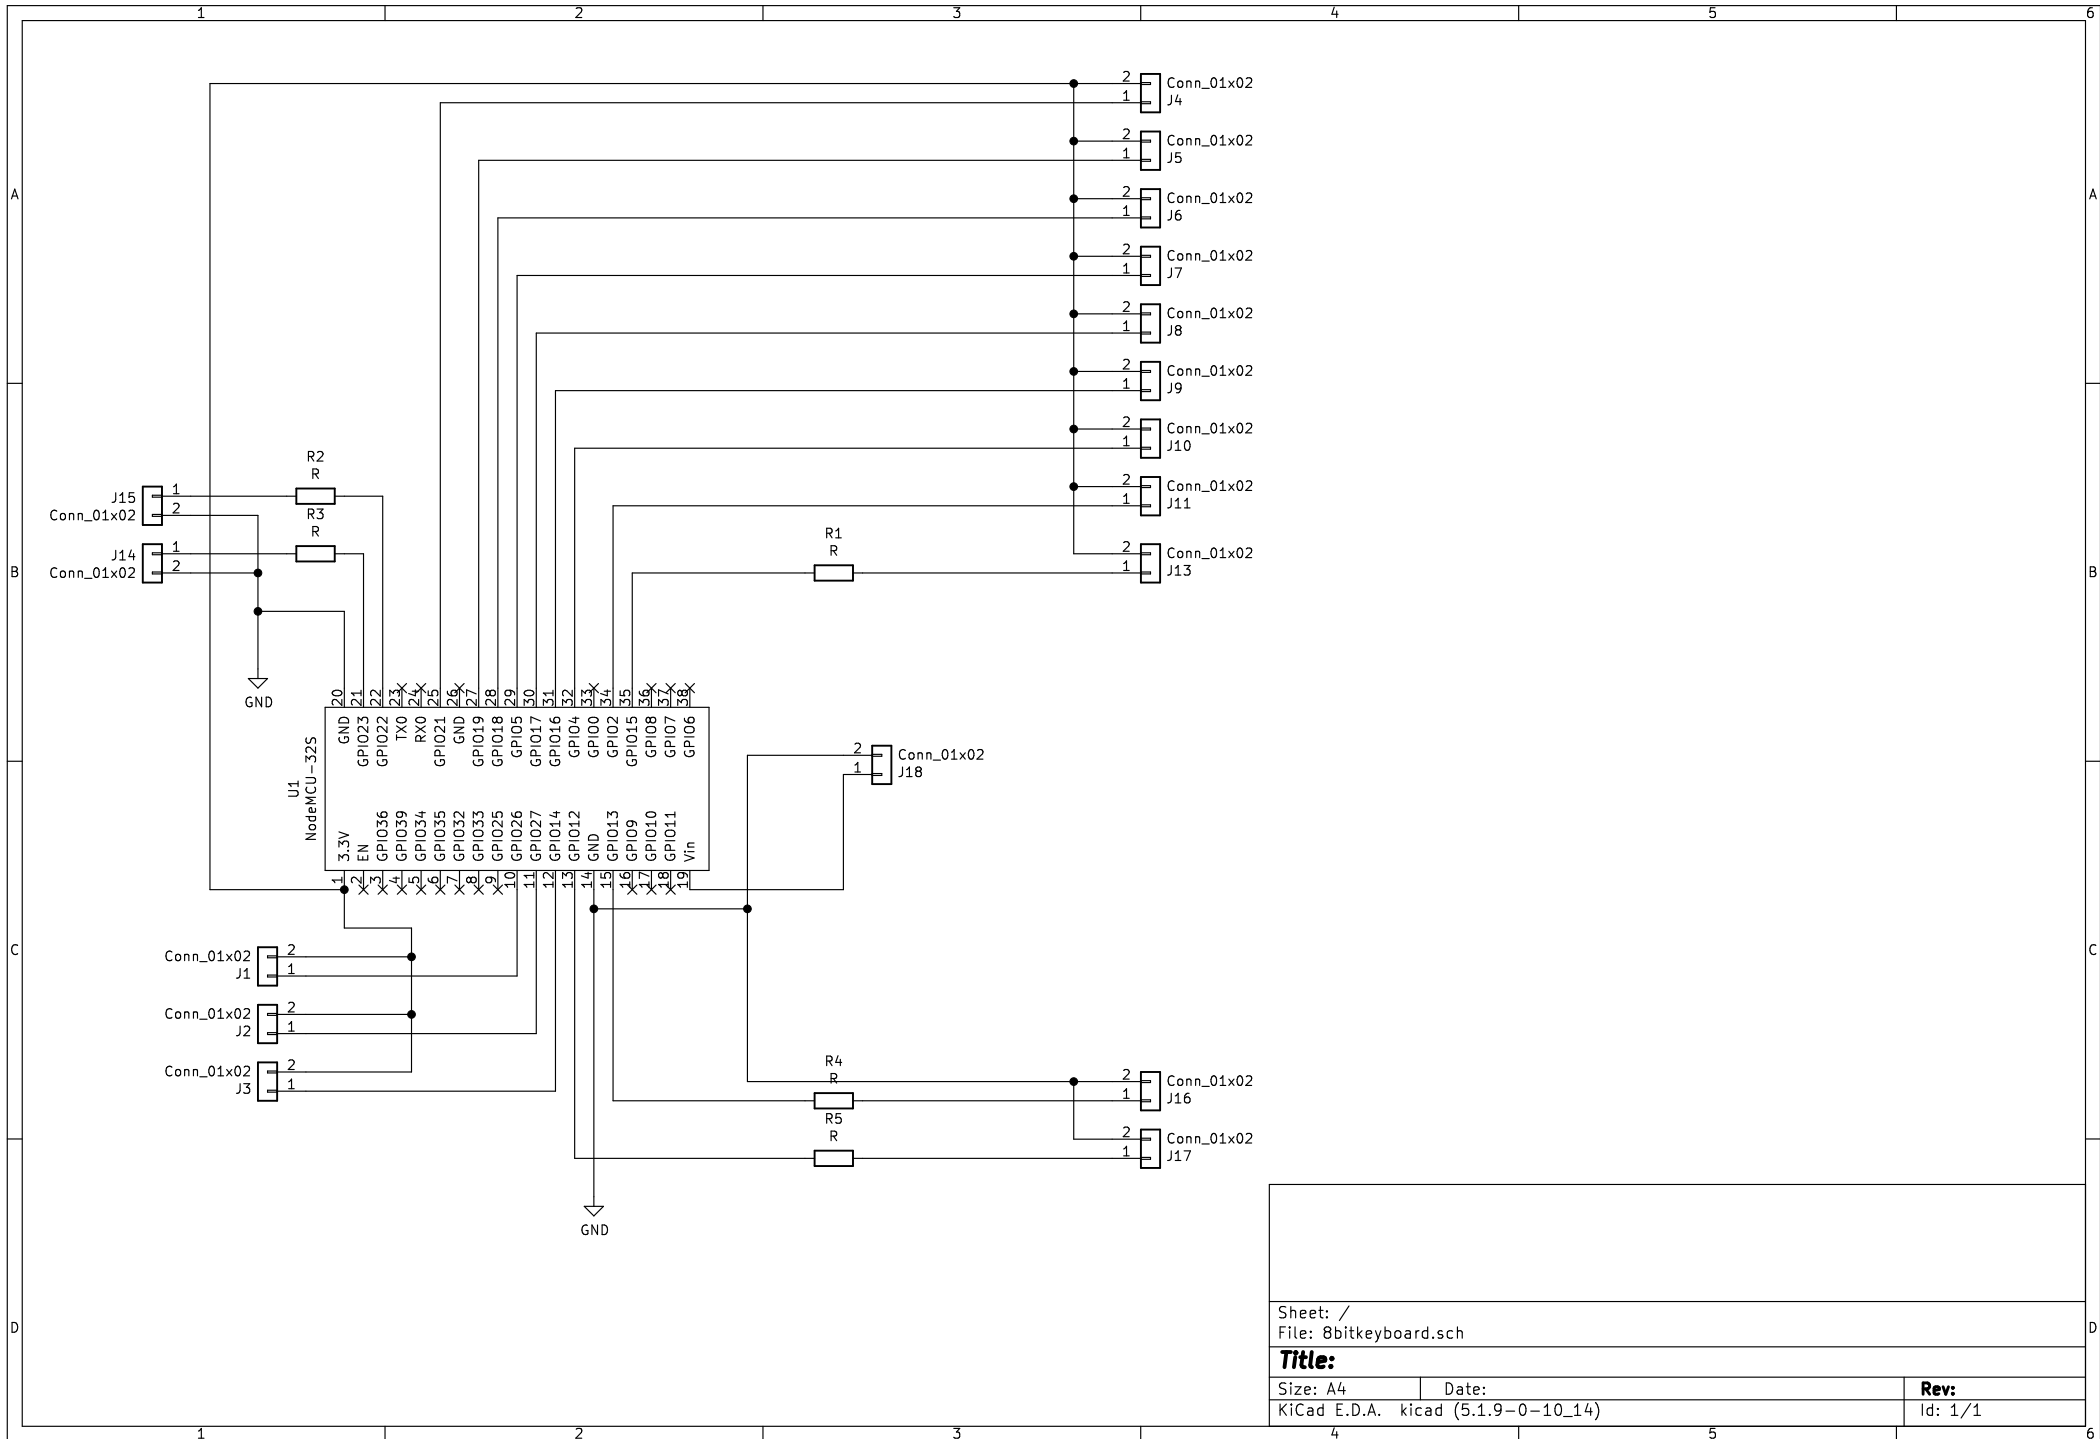 1 2 3 4 5 6
A
B
C
D
A
B
C
D
2 Conn_01x02
1 J4
2 Conn_01x02
1 J5
2 Conn_01x02
1 J6
2 Conn_01x02
1 J7
2 Conn_01x02
1 J8
2 Conn_01x02
1 J9
2 Conn_01x02
1 J10
2 Conn_01x02
1 J11
2 Conn_01x02
1 J13
R1
R
R2
R
R3
R
J15 1
Conn_01x02 2
J14 1
Conn_01x02 2
GND
20 21 22 23 24 25 26 27 28 29 30 31 32 33 34 35 36 37 38
GND GPIO23 GPIO22 TX0 RX0 GPIO21 GND GPIO19 GPIO18 GPIO5 GPIO17 GPIO16 GPIO4 GPIO0 GPIO2 GPIO15 GPIO8 GPIO7 GPIO6
U1
NodeMCU-32S
3.3V EN GPIO36 GPIO39 GPIO34 GPIO35 GPIO32 GPIO33 GPIO25 GPIO26 GPIO27 GPIO14 GPIO12 GND GPIO13 GPIO9 GPIO10 GPIO11 Vin
1 2 3 4 5 6 7 8 9 10 11 12 13 14 15 16 17 18 19
2 Conn_01x02
1 J18
Conn_01x02 2
J1 1
Conn_01x02 2
J2 1
Conn_01x02 2
J3 1
R4
R
R5
R
2 Conn_01x02
1 J16
2 Conn_01x02
1 J17
GND
Sheet: /
File: 8bitkeyboard.sch
Title:
Size: A4 Date: Rev:
KiCad E.D.A. kicad (5.1.9-0-10_14) Id: 1/1
1 2 3 4 5 6